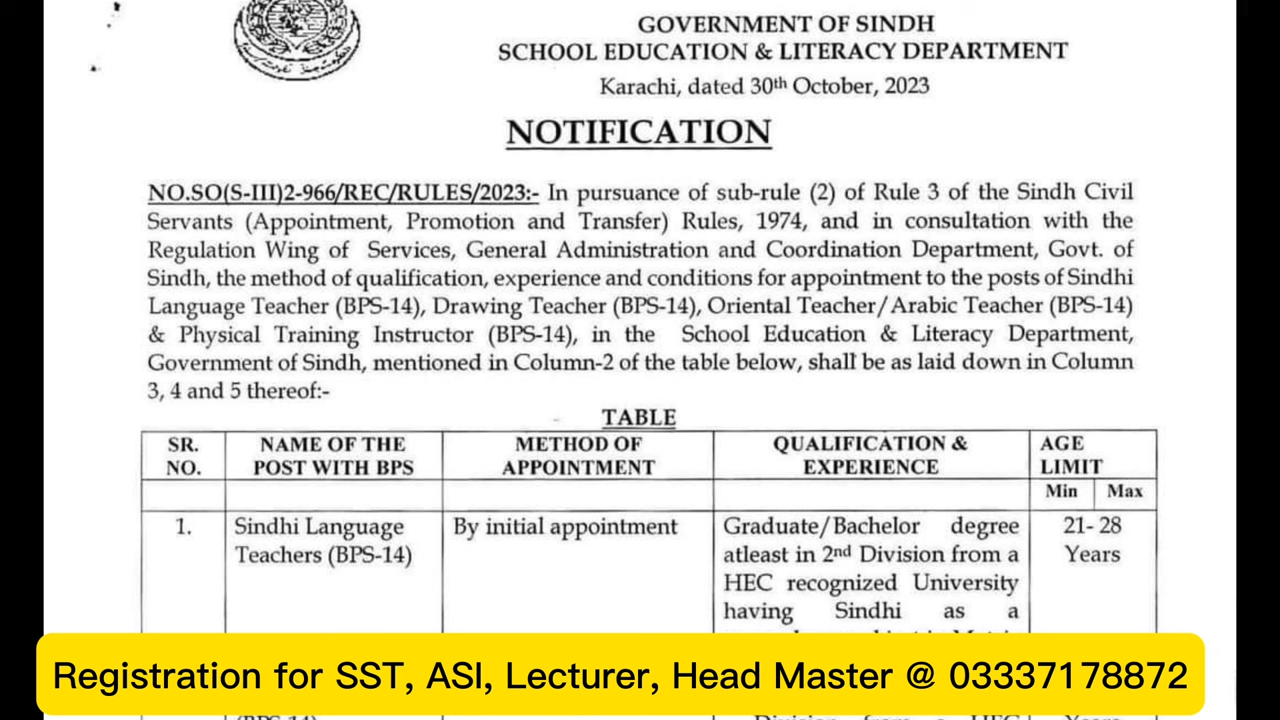 GOVERNMENT OF SINDH
SCHOOL EDUCATION & LITERACY DEPARTMENT
Karachi, dated 30th October, 2023
NOTIFICATION
NO.SO(S-III)2-966/REC/RULES/2023:- In pursuance of sub-rule (2) of Rule 3 of the Sindh Civil
Servants (Appointment, Promotion and Transfer) Rules, 1974, and in consultation with the
Regulation Wing of Services, General Administration and Coordination Department, Govt. of
Sindh, the method of qualification, experience and conditions for appointment to the posts of Sindhi
Language Teacher (BPS-14), Drawing Teacher (BPS-14), Oriental Teacher/Arabic Teacher (BPS-14)
& Physical Training Instructor (BPS-14), in the School Education & Literacy Department,
Government of Sindh, mentioned in Column-2 of the table below, shall be as laid down in Column
3, 4 and 5 thereof:-
TABLE
SR. NO.
NAME OF THE POST WITH BPS
METHOD OF APPOINTMENT
QUALIFICATION & EXPERIENCE
AGE LIMIT
Min Max
1.
Sindhi Language
Teachers (BPS-14)
By initial appointment
Graduate/Bachelor degree
atleast in 2nd Division from a
HEC recognized University
having Sindhi as a
21- 28
Years
Registration for SST, ASI, Lecturer, Head Master @ 03337178872